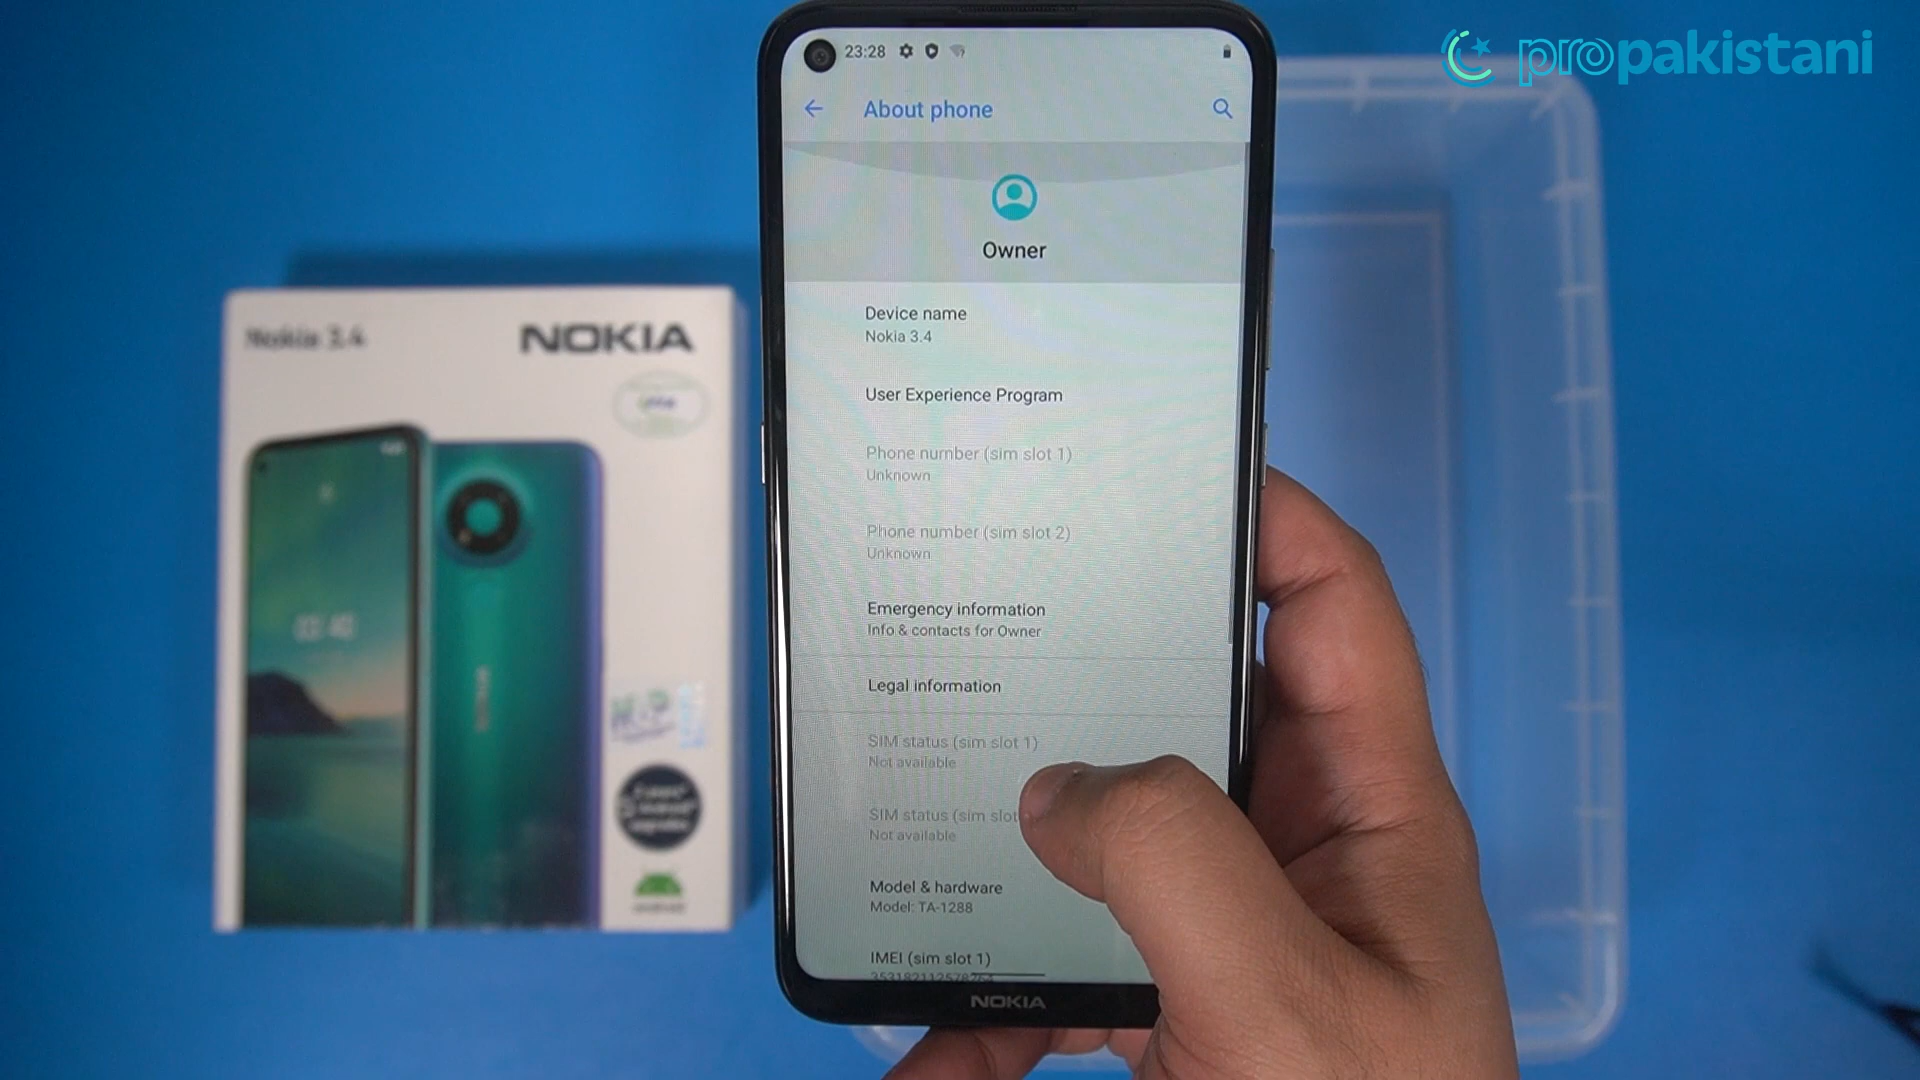 propakistani
23:28
About phone
Owner
Device name
Nokia 3.4
User Experience Program
Phone number (sim slot 1)
Unknown
Phone number (sim slot 2)
Unknown
Emergency information
Info & contacts for Owner
Legal information
SIM status (sim slot 1)
Not available
SIM status (sim slot
Not available
Model & hardware
Model: TA-1288
IMEI (sim slot 1)
NOKIA
Nokia 3.4
NOKIA
android